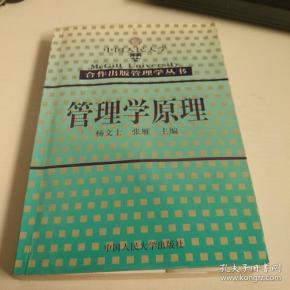 中国人民大学
McGill University
合作出版管理学丛书
管理学原理
杨文士 张雁 主编
中国人民大学出版社
孔夫子旧书网